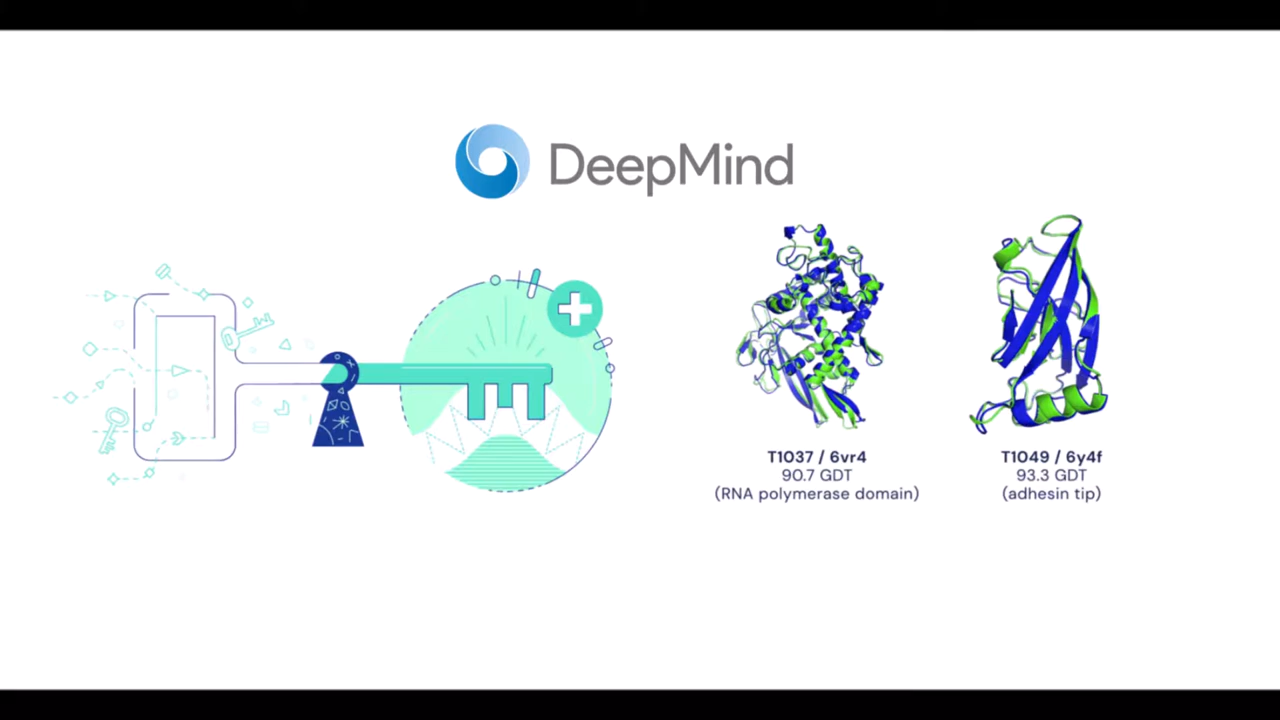 DeepMind
T1037 / 6vr4
90.7 GDT
(RNA polymerase domain)
T1049 / 6y4f
93.3 GDT
(adhesin tip)